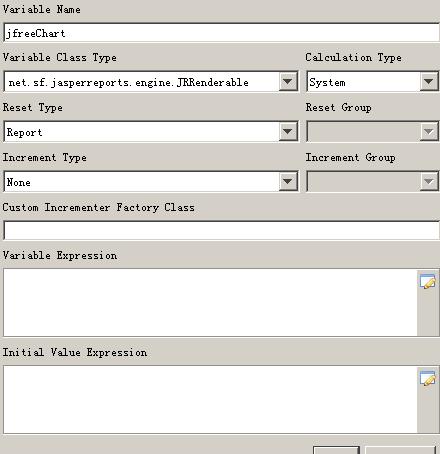 Variable Name
jfreeChart
Variable Class Type Calculation Type
net.sf.jasperreports.engine.JRRenderable System
Reset Type Reset Group
Report
Increment Type Increment Group
None
Custom Incrementer Factory Class
Variable Expression
Initial Value Expression